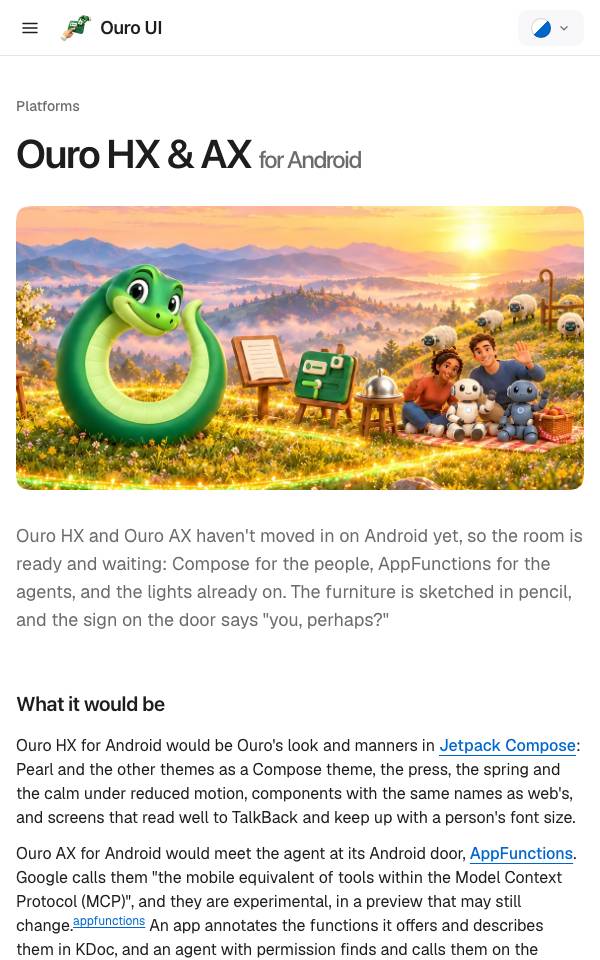 Ouro UI
Platforms
Ouro HX & AX for Android
Ouro HX and Ouro AX haven't moved in on Android yet, so the room is
ready and waiting: Compose for the people, AppFunctions for the
agents, and the lights already on. The furniture is sketched in pencil,
and the sign on the door says "you, perhaps?"
What it would be
Ouro HX for Android would be Ouro's look and manners in Jetpack Compose:
Pearl and the other themes as a Compose theme, the press, the spring and
the calm under reduced motion, components with the same names as web's,
and screens that read well to TalkBack and keep up with a person's font size.
Ouro AX for Android would meet the agent at its Android door, AppFunctions.
Google calls them "the mobile equivalent of tools within the Model Context
Protocol (MCP)", and they are experimental, in a preview that may still
change.appfunctions An app annotates the functions it offers and describes
them in KDoc, and an agent with permission finds and calls them on the